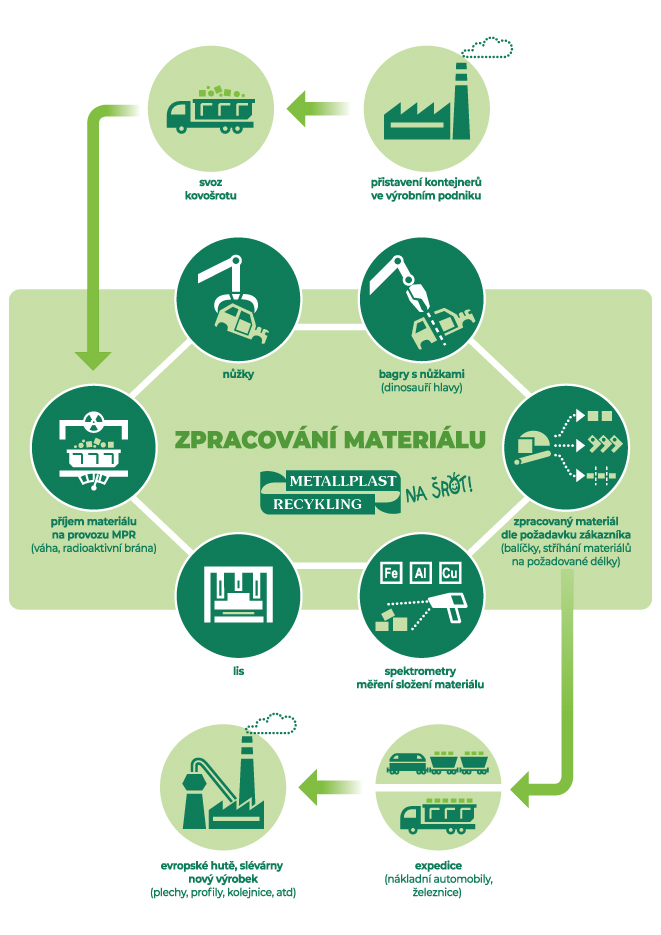 svoz
kovošrotu
přistavení kontejnerů
ve výrobním podniku
nůžky
bagry s nůžkami
(dinosauří hlavy)
ZPRACOVÁNÍ MATERIÁLU
METALLPLAST
RECYKLING
NA ŠROT!
příjem materiálu
na provozu MPR
(váha, radioaktivní brána)
zpracovaný materiál
dle požadavku zákazníka
(balíčky, stříhání materiálů
na požadované délky)
Fe Al Cu
lis
spektrometry
měření složení materiálu
evropské hutě, slévárny
nový výrobek
(plechy, profily, kolejnice, atd)
expedice
(nákladní automobily,
železnice)